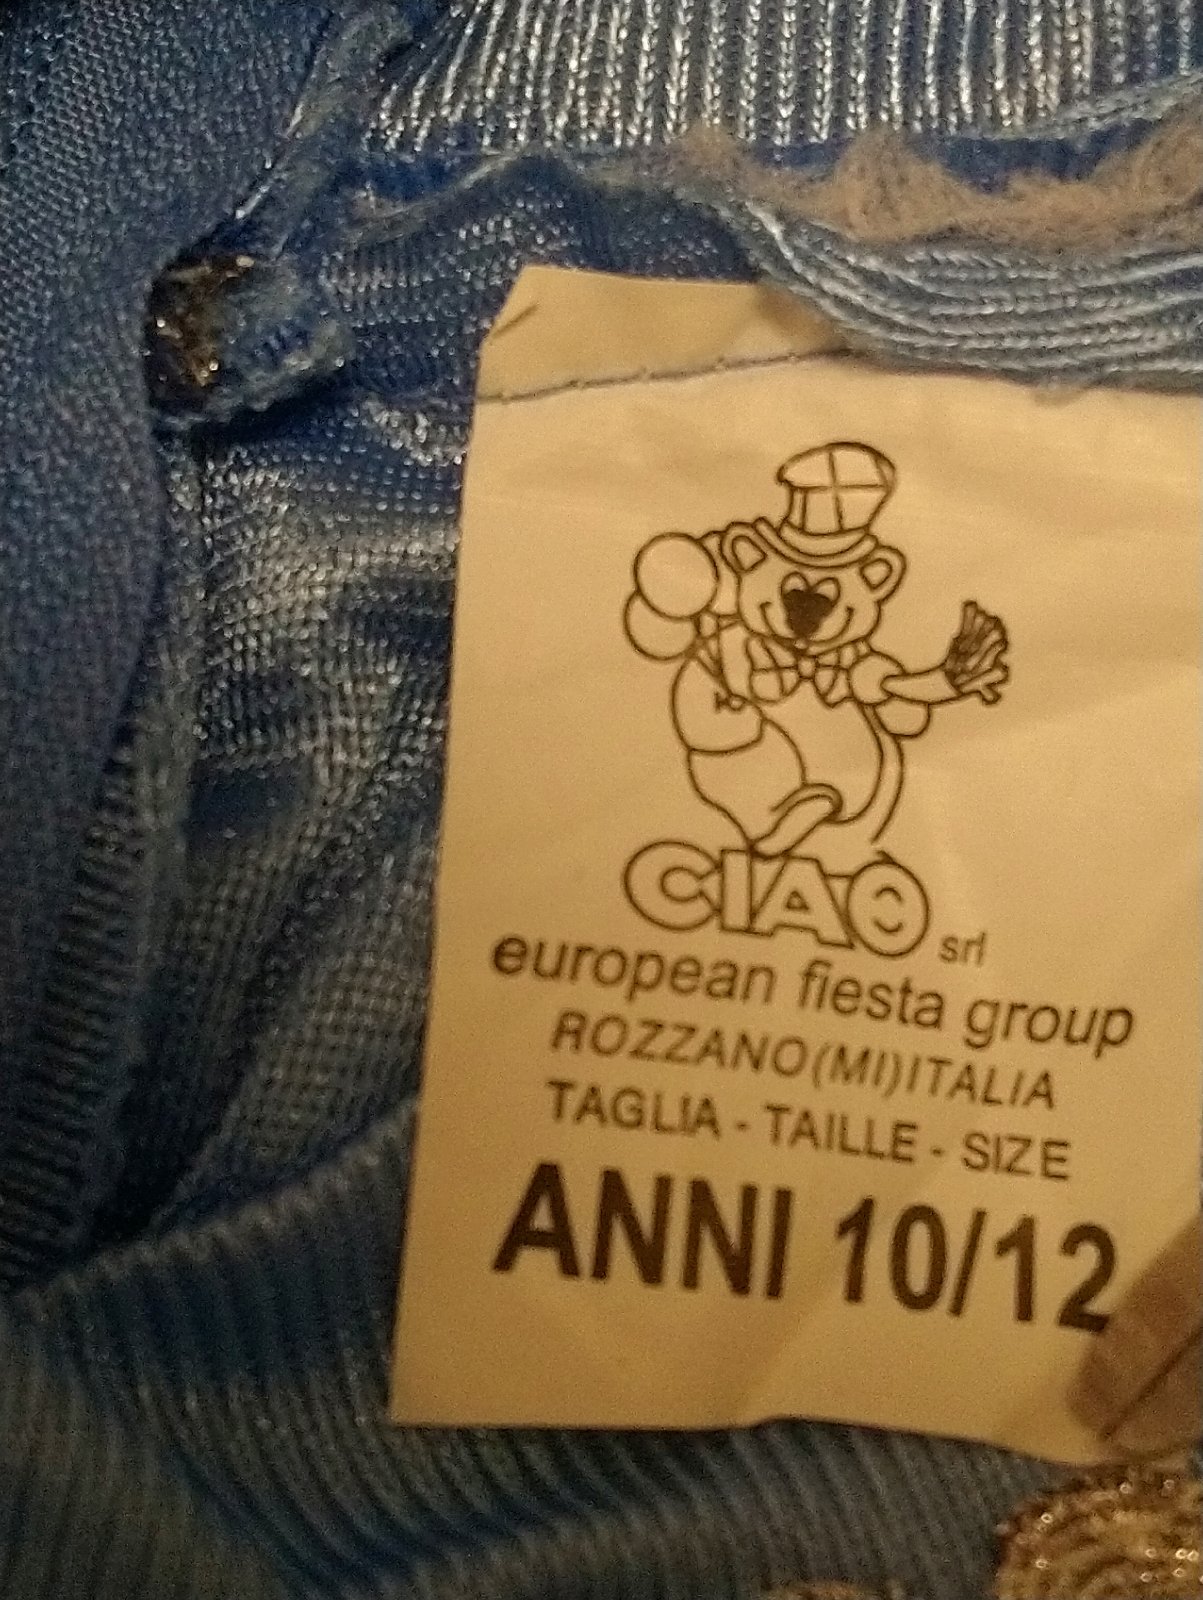 CIAO srl
european fiesta group
ROZZANO(MI)ITALIA
TAGLIA - TAILLE - SIZE
ANNI 10/12